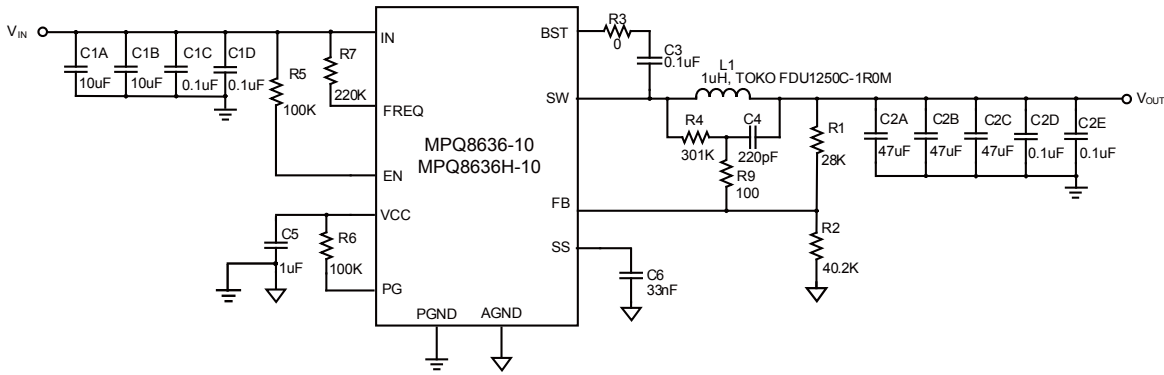 V_IN
C1A
10uF
C1B
10uF
C1C
0.1uF
C1D
0.1uF
R5
100K
R7
220K
IN
FREQ
EN
VCC
PG
C5
1uF
R6
100K
MPQ8636-10
MPQ8636H-10
PGND
AGND
BST
SW
FB
SS
R3
0
C3
0.1uF
L1
1uH, TOKO FDU1250C-1R0M
R4
301K
C4
220pF
R9
100
R1
28K
R2
40.2K
C6
33nF
C2A
47uF
C2B
47uF
C2C
47uF
C2D
0.1uF
C2E
0.1uF
V_OUT